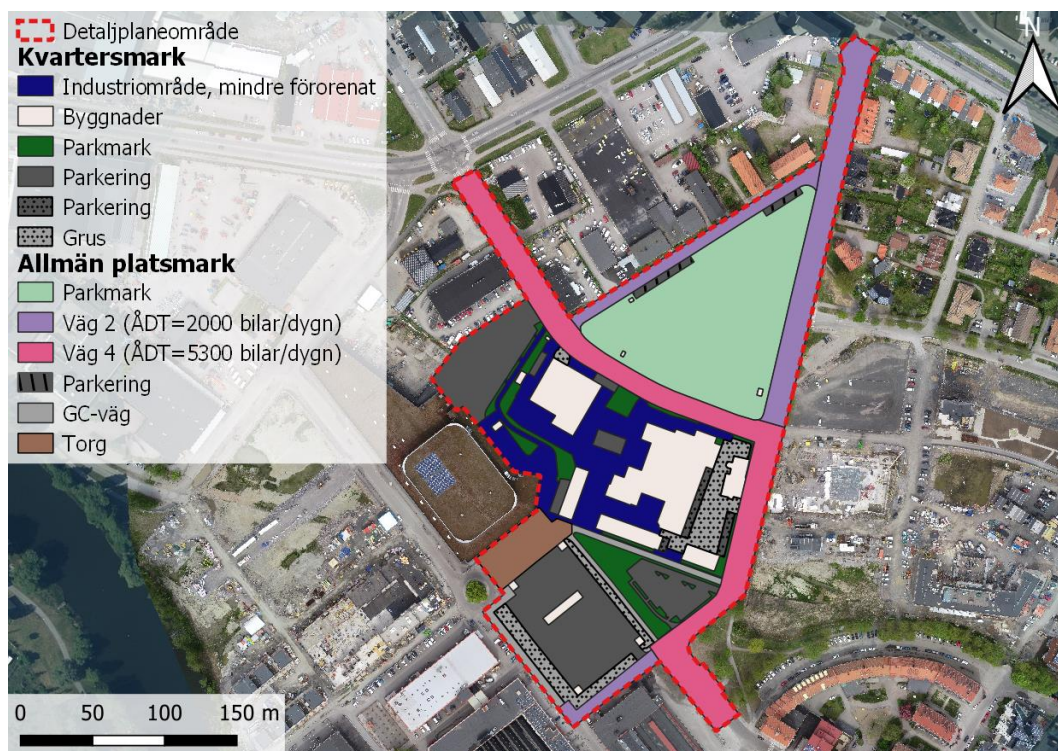 Detaljplaneområde
Kvartersmark
Industriområde, mindre förorenat
Byggnader
Parkmark
Parkering
Parkering
Grus
Allmän platsmark
Parkmark
Väg 2 (ÅDT=2000 bilar/dygn)
Väg 4 (ÅDT=5300 bilar/dygn)
Parkering
GC-väg
Torg
N
0 50 100 150 m